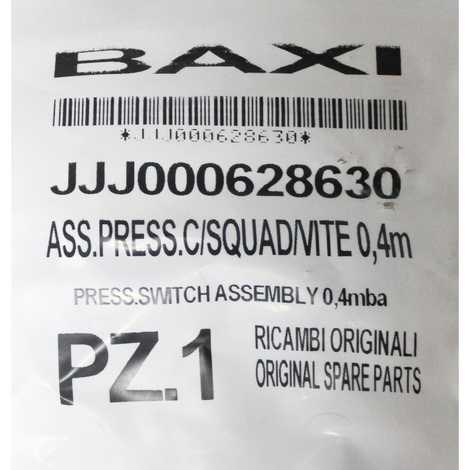 BAXI
*JJJ000628630*
JJJ000628630
ASS.PRESS.C/SQUAD/VITE 0,4m
PRESS.SWITCH ASSEMBLY 0,4mba
PZ.1
RICAMBI ORIGINALI
ORIGINAL SPARE PARTS